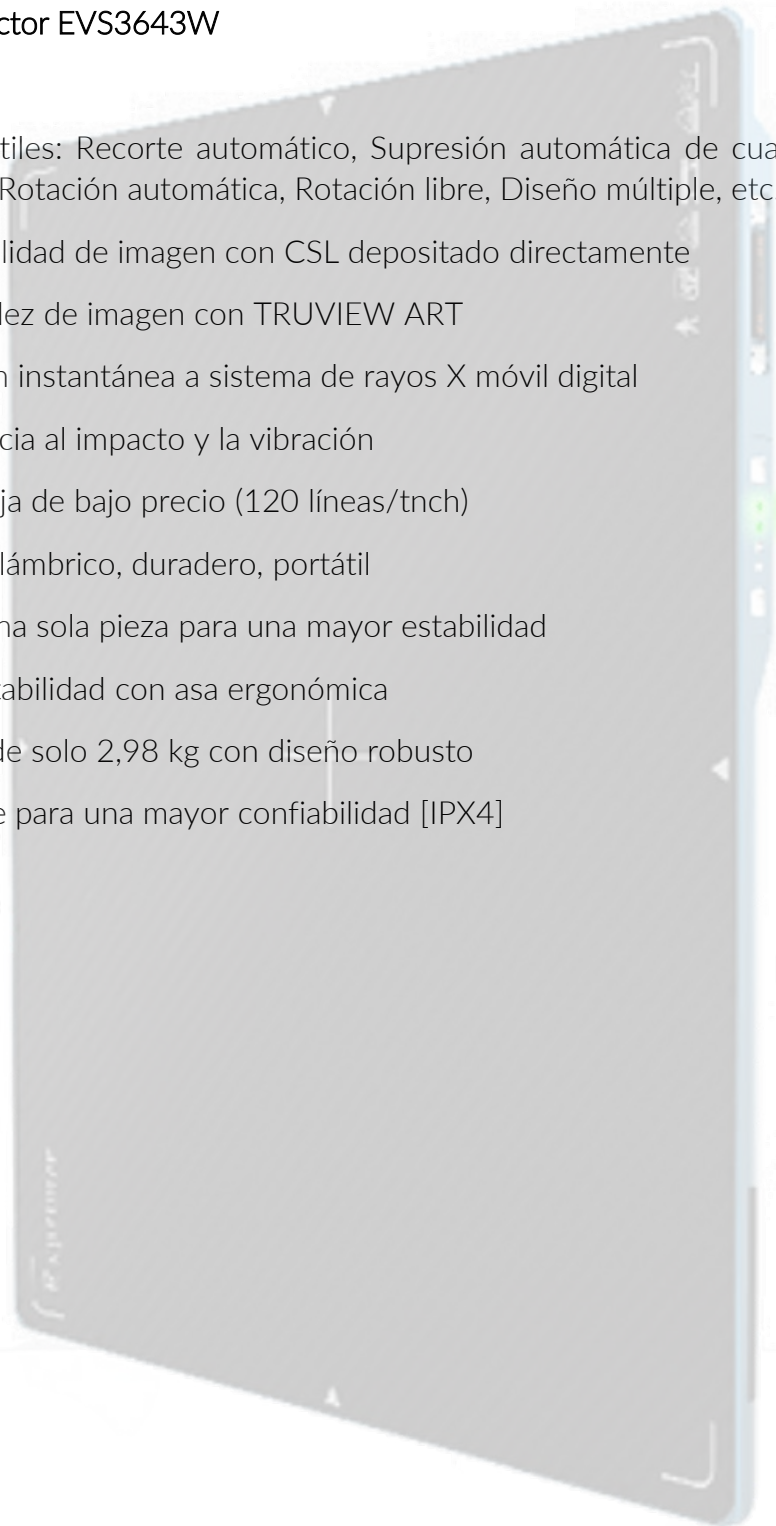 ctor EVS3643W
tiles: Recorte automático, Supresión automática de cua
Rotación automática, Rotación libre, Diseño múltiple, etc.
lidad de imagen con CSL depositado directamente
lez de imagen con TRUVIEW ART
n instantánea a sistema de rayos X móvil digital
cia al impacto y la vibración
ja de bajo precio (120 líneas/tnch)
lámbrico, duradero, portátil
na sola pieza para una mayor estabilidad
tabilidad con asa ergonómica
de solo 2,98 kg con diseño robusto
e para una mayor confiabilidad [IPX4]